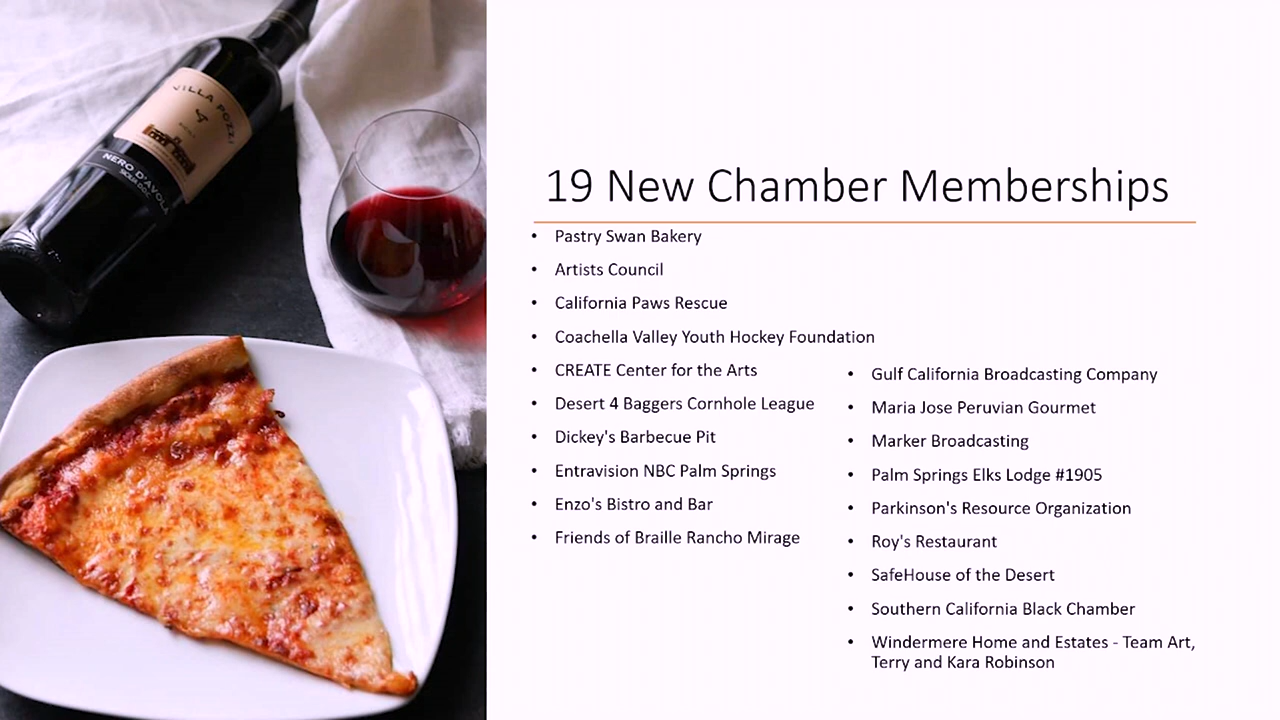 VILLA POZZI
NERO D'AVOLA
SICILIA DOC
19 New Chamber Memberships
• Pastry Swan Bakery
• Artists Council
• California Paws Rescue
• Coachella Valley Youth Hockey Foundation
• CREATE Center for the Arts
• Desert 4 Baggers Cornhole League
• Dickey's Barbecue Pit
• Entravision NBC Palm Springs
• Enzo's Bistro and Bar
• Friends of Braille Rancho Mirage
• Gulf California Broadcasting Company
• Maria Jose Peruvian Gourmet
• Marker Broadcasting
• Palm Springs Elks Lodge #1905
• Parkinson's Resource Organization
• Roy's Restaurant
• SafeHouse of the Desert
• Southern California Black Chamber
• Windermere Home and Estates - Team Art,
Terry and Kara Robinson